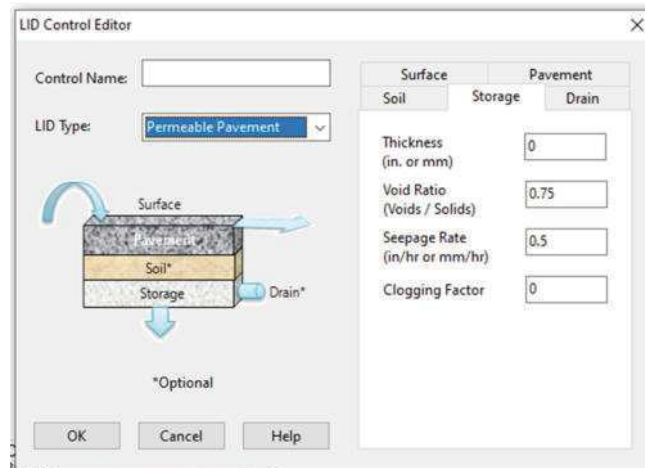 LID Control Editor
Control Name:
LID Type:
Permeable Pavement
Surface
Pavement
Soil*
Storage
Drain*
*Optional
OK
Cancel
Help
Surface
Pavement
Soil
Storage
Drain
Thickness
(in. or mm)
0
Void Ratio
(Voids / Solids)
0.75
Seepage Rate
(in/hr or mm/hr)
0.5
Clogging Factor
0